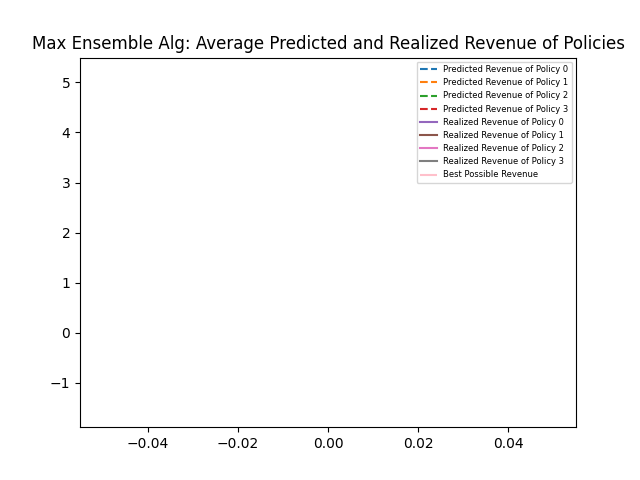 Max Ensemble Alg: Average Predicted and Realized Revenue of Policies
5
4
3
2
1
0
−1
Predicted Revenue of Policy 0
Predicted Revenue of Policy 1
Predicted Revenue of Policy 2
Predicted Revenue of Policy 3
Realized Revenue of Policy 0
Realized Revenue of Policy 1
Realized Revenue of Policy 2
Realized Revenue of Policy 3
Best Possible Revenue
−0.04 −0.02 0.00 0.02 0.04